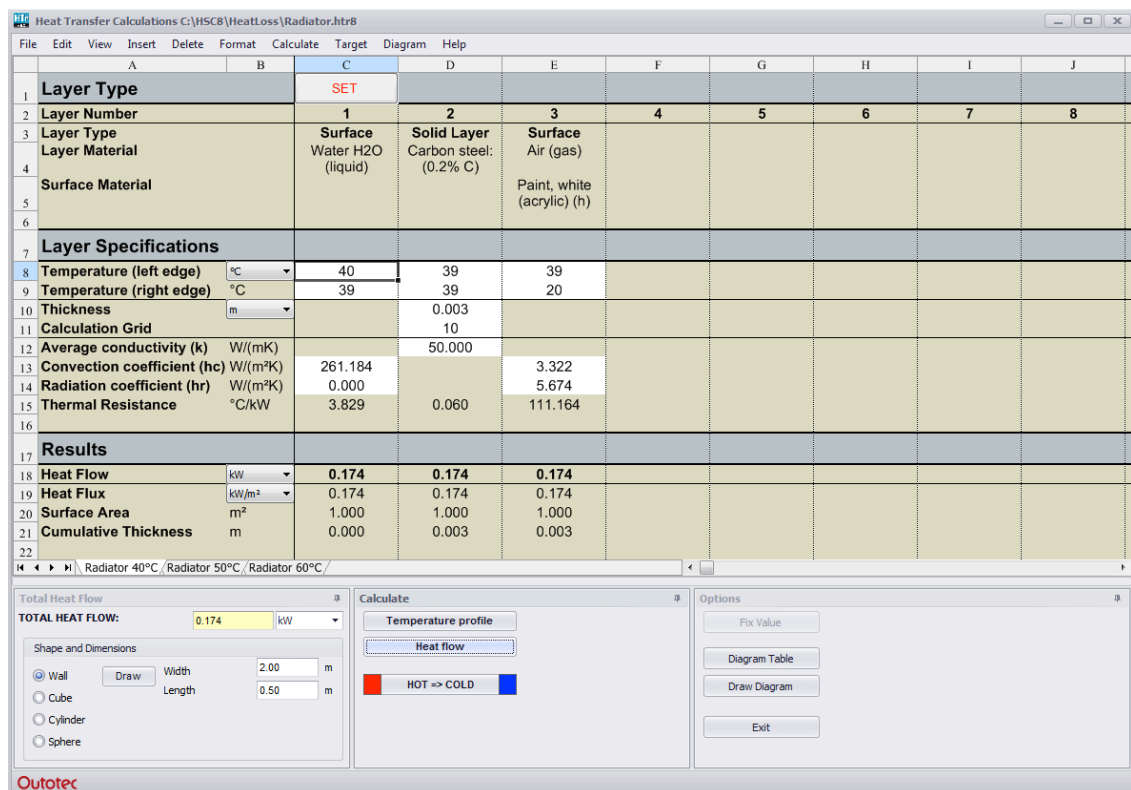 Heat Transfer Calculations C:\HSC8\HeatLoss\Radiator.htr8
File Edit View Insert Delete Format Calculate Target Diagram Help
A B C D E F G H I J
1 Layer Type SET
2 Layer Number 1 2 3 4 5 6 7 8
3 Layer Type Surface Solid Layer Surface
Layer Material Water H2O Carbon steel: Air (gas)
4 (liquid) (0.2% C)
Surface Material Paint, white
5 (acrylic) (h)
6
7 Layer Specifications
8 Temperature (left edge) °C 40 39 39
9 Temperature (right edge) °C 39 39 20
10 Thickness m 0.003
11 Calculation Grid 10
12 Average conductivity (k) W/(mK) 50.000
13 Convection coefficient (hc) W/(m²K) 261.184 3.322
14 Radiation coefficient (hr) W/(m²K) 0.000 5.674
15 Thermal Resistance °C/kW 3.829 0.060 111.164
16
17 Results
18 Heat Flow kW 0.174 0.174 0.174
19 Heat Flux kW/m² 0.174 0.174 0.174
20 Surface Area m² 1.000 1.000 1.000
21 Cumulative Thickness m 0.000 0.003 0.003
22
Radiator 40°C Radiator 50°C Radiator 60°C
Total Heat Flow
TOTAL HEAT FLOW: 0.174 kW
Shape and Dimensions
Wall Draw Width 2.00 m
Cube Length 0.50 m
Cylinder
Sphere
Calculate
Temperature profile
Heat flow
HOT => COLD
Options
Fix Value
Diagram Table
Draw Diagram
Exit
Outotec